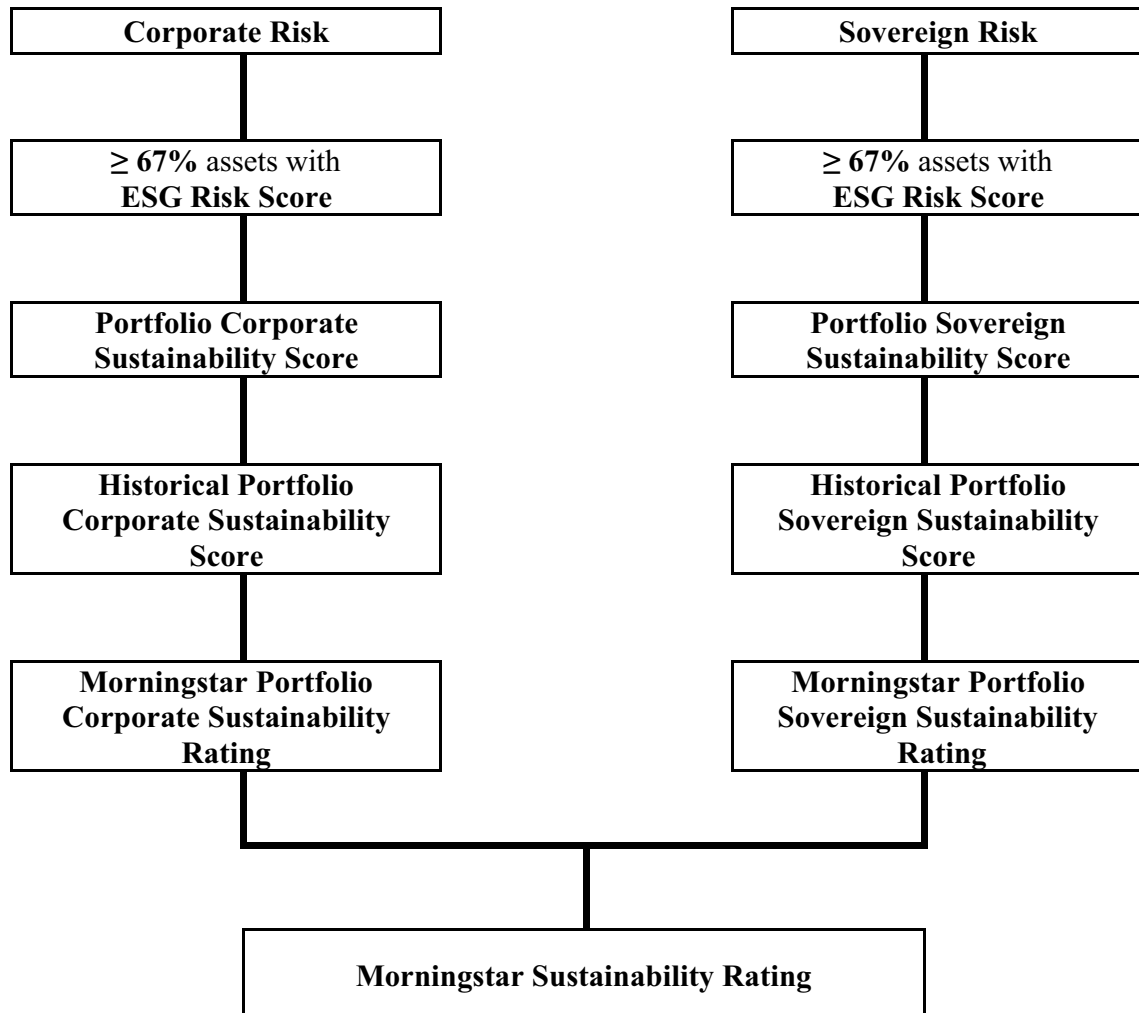 Corporate Risk
Sovereign Risk
≥ 67% assets with
ESG Risk Score
≥ 67% assets with
ESG Risk Score
Portfolio Corporate
Sustainability Score
Portfolio Sovereign
Sustainability Score
Historical Portfolio
Corporate Sustainability
Score
Historical Portfolio
Sovereign Sustainability
Score
Morningstar Portfolio
Corporate Sustainability
Rating
Morningstar Portfolio
Sovereign Sustainability
Rating
Morningstar Sustainability Rating